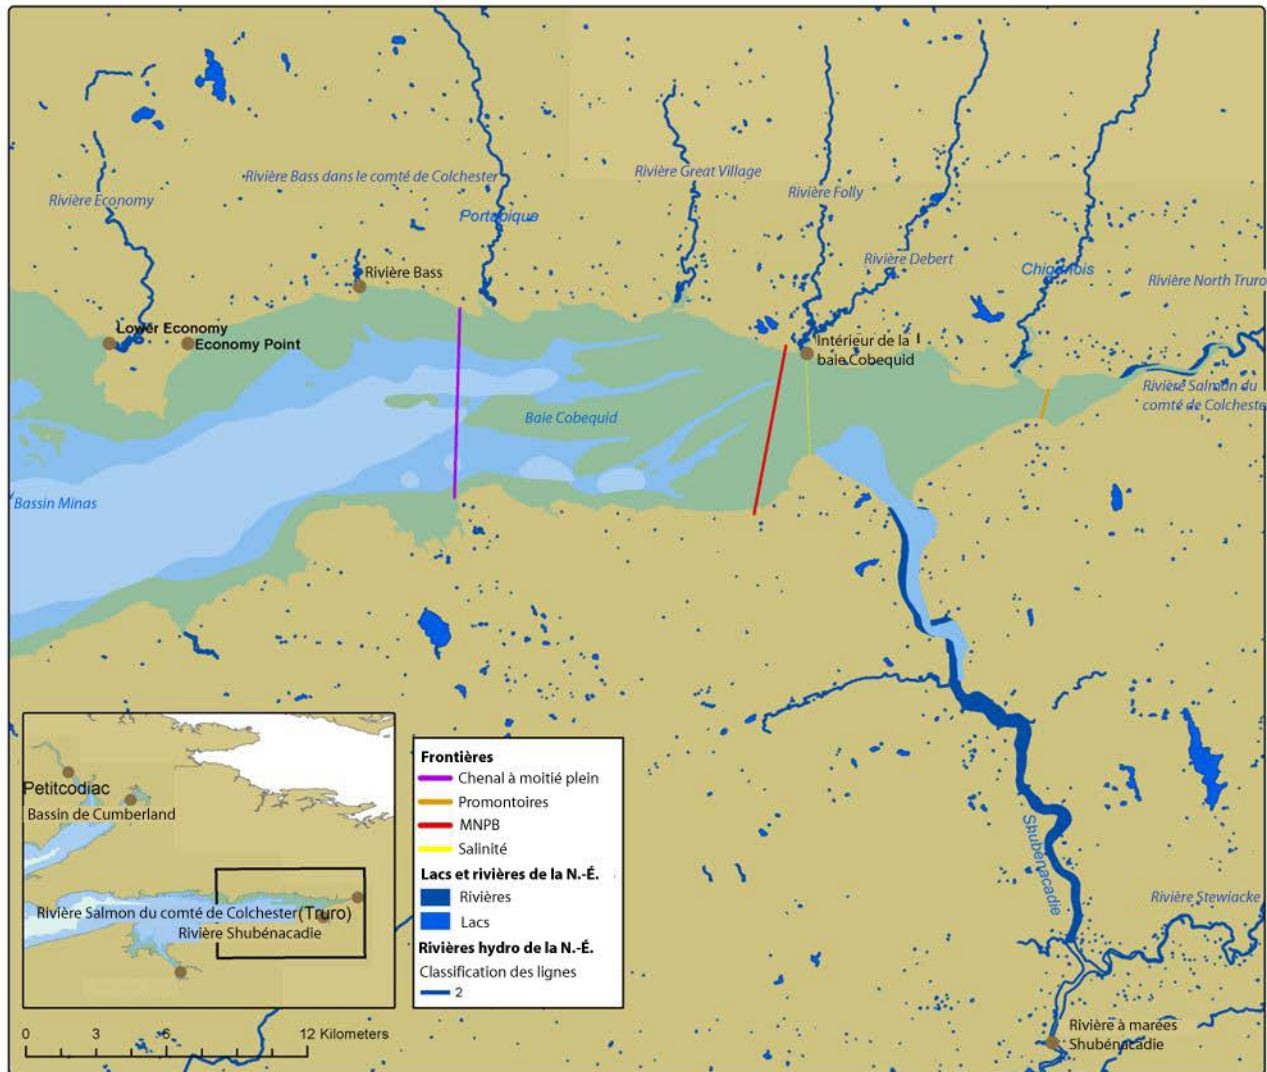 Rivière Bass dans le comté de Colchester
Rivière Great Village
Rivière Folly
Rivière Economy
Portapique
Rivière Debert
Chiganois
Rivière North Truro
Rivière Bass
Lower Economy
Economy Point
Intérieur de la
baie Cobequid
Rivière Salmon du
comté de Colchester
Baie Cobequid
Bassin Minas
Shubénacadie
Rivière Stewiacke
Rivière à marées
Shubénacadie
Petitcodiac
Bassin de Cumberland
Rivière Salmon du comté de Colchester (Truro)
Rivière Shubénacadie
Frontières
Chenal à moitié plein
Promontoires
MNPB
Salinité
Lacs et rivières de la N.-É.
Rivières
Lacs
Rivières hydro de la N.-É.
Classification des lignes
2
0 3 6 12 Kilometers